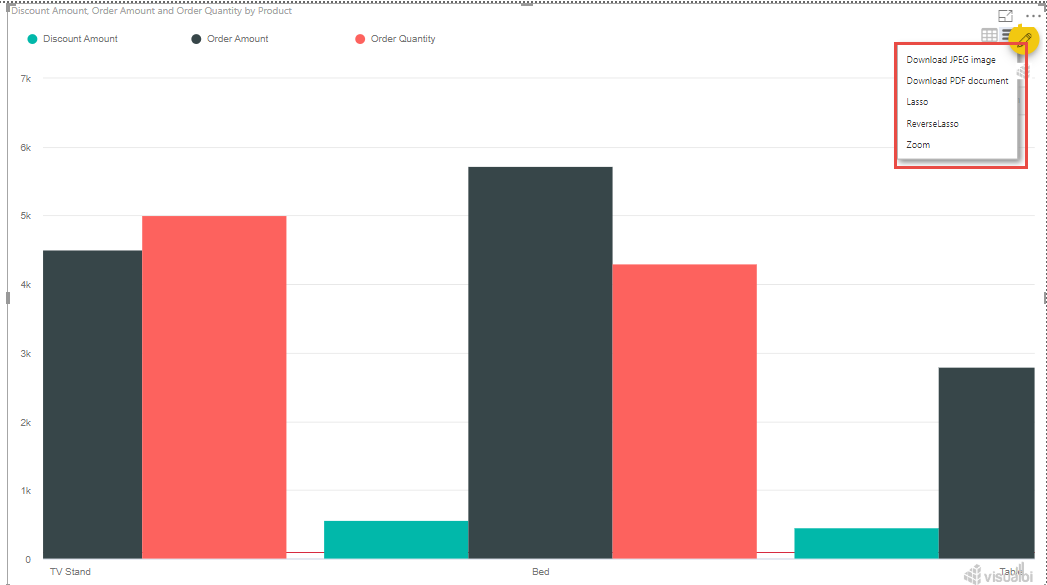 Discount Amount, Order Amount and Order Quantity by Product
Discount Amount
Order Amount
Order Quantity
Download JPEG image
Download PDF document
Lasso
ReverseLasso
Zoom
7k
6k
5k
4k
3k
2k
1k
0
TV Stand
Bed
Table
visualbi